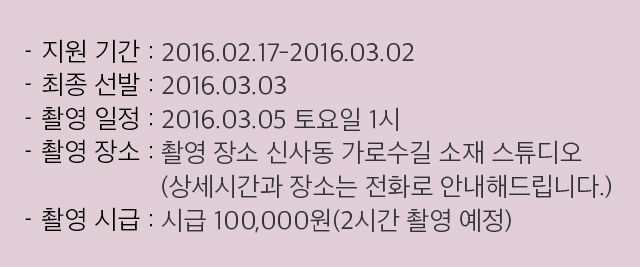 - 지원 기간 : 2016.02.17-2016.03.02
- 최종 선발 : 2016.03.03
- 촬영 일정 : 2016.03.05 토요일 1시
- 촬영 장소 : 촬영 장소 신사동 가로수길 소재 스튜디오
(상세시간과 장소는 전화로 안내해드립니다.)
- 촬영 시급 : 시급 100,000원(2시간 촬영 예정)